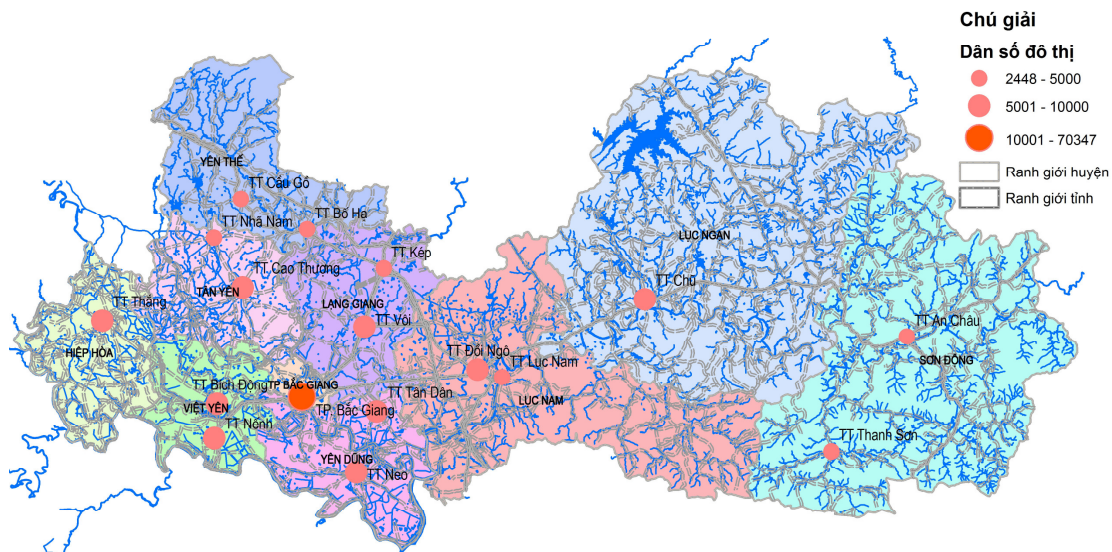 Chú giải
Dân số đô thị
2448 - 5000
5001 - 10000
10001 - 70347
Ranh giới huyện
Ranh giới tỉnh
YÊN THẾ
TT Cầu Gồ
TT Nhã Nam
TT Bố Hạ
TT Kép
TT Cao Thượng
TÂN YÊN
LẠNG GIANG
TT Vôi
TT Thắng
HIỆP HÒA
TT Bích Động
VIỆT YÊN
TT Nếnh
TP BẮC GIANG
TP. Bắc Giang
TT Tân Dân
YÊN DŨNG
TT Neo
TT Đồi Ngô
TT Lục Nam
LỤC NAM
LỤC NGẠN
TT Chũ
TT An Châu
SƠN ĐỘNG
TT Thanh Sơn